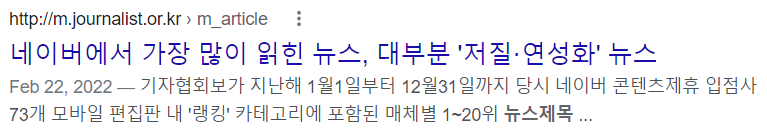 http://m.journalist.or.kr › m_article
네이버에서 가장 많이 읽힌 뉴스, 대부분 '저질·연성화' 뉴스
Feb 22, 2022 — 기자협회보가 지난해 1월1일부터 12월31일까지 당시 네이버 콘텐츠제휴 입점사
73개 모바일 편집판 내 '랭킹' 카테고리에 포함된 매체별 1~20위 뉴스제목 ...